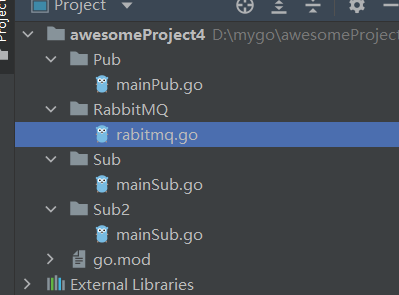 Project
Project
awesomeProject4 D:\mygo\awesomeProject
Pub
mainPub.go
RabbitMQ
rabitmq.go
Sub
mainSub.go
Sub2
mainSub.go
go.mod
External Libraries